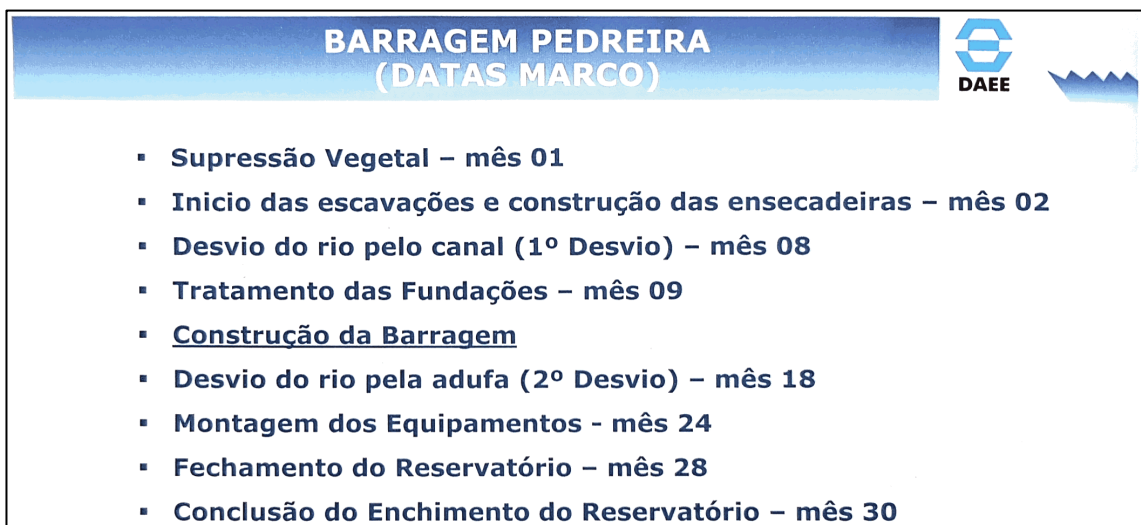 BARRAGEM PEDREIRA
(DATAS MARCO)
DAEE
▪ Supressão Vegetal – mês 01
▪ Inicio das escavações e construção das ensecadeiras – mês 02
▪ Desvio do rio pelo canal (1º Desvio) – mês 08
▪ Tratamento das Fundações – mês 09
▪ Construção da Barragem
▪ Desvio do rio pela adufa (2º Desvio) – mês 18
▪ Montagem dos Equipamentos - mês 24
▪ Fechamento do Reservatório – mês 28
▪ Conclusão do Enchimento do Reservatório – mês 30